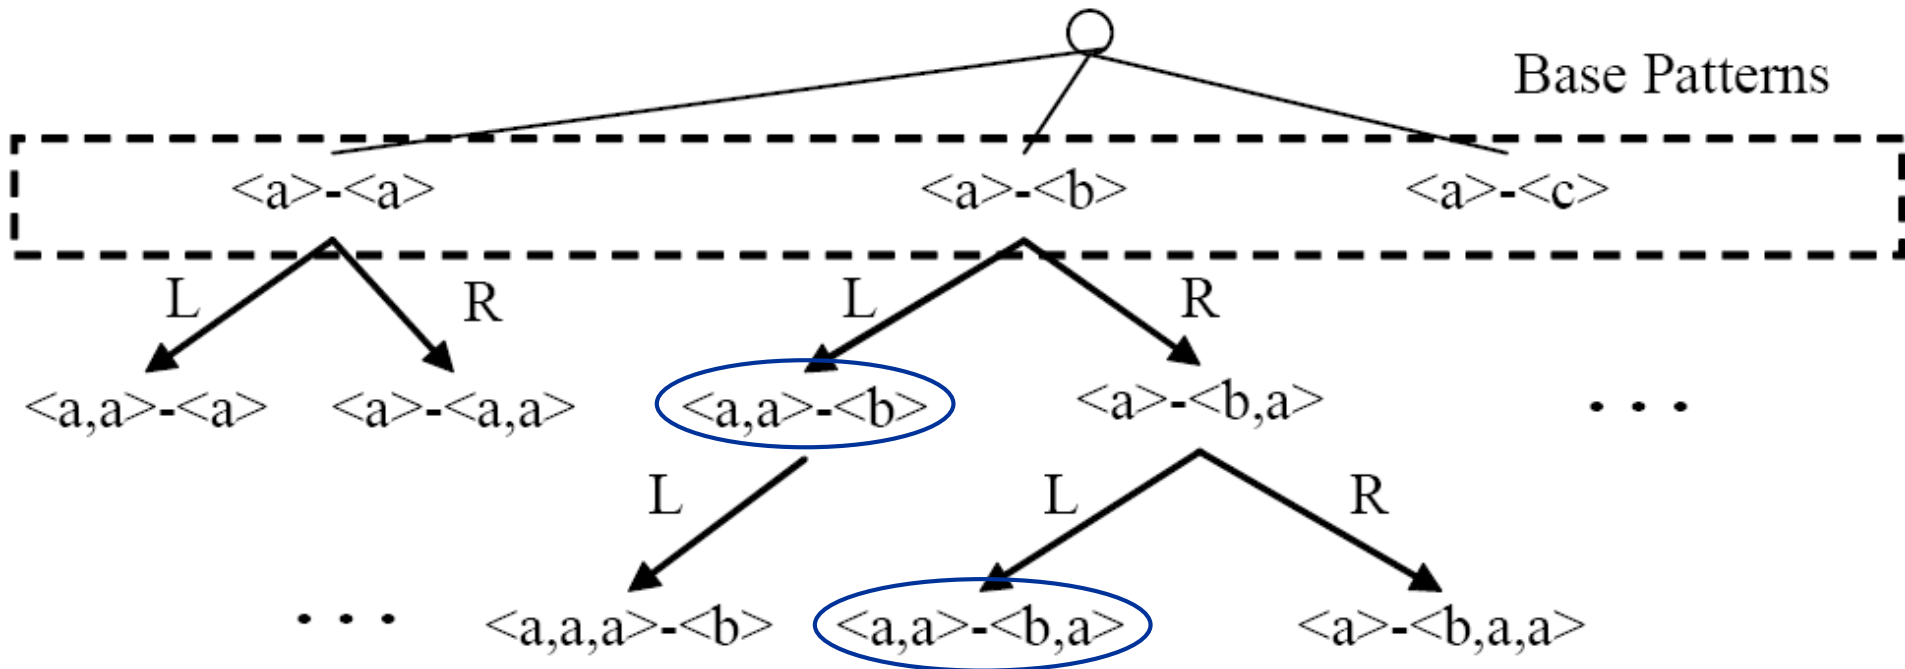 Base Patterns
<a>-<a> <a>-<b> <a>-<c>
L R L R
<a,a>-<a> <a>-<a,a> <a,a>-<b> <a>-<b,a> . . .
L L R
. . . <a,a,a>-<b> <a,a>-<b,a> <a>-<b,a,a>